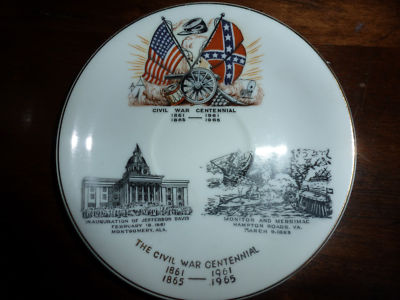 CIVIL WAR CENTENNIAL
1861 — 1961
1865 1965
INAUGURATION OF JEFFERSON DAVIS
FEBRUARY 18, 1861
MONTGOMERY, ALA.
MONITOR AND MERRIMAC
HAMPTON ROADS, VA.
MARCH 9, 1862
THE CIVIL WAR CENTENNIAL
1861 — 1961
1865 1965